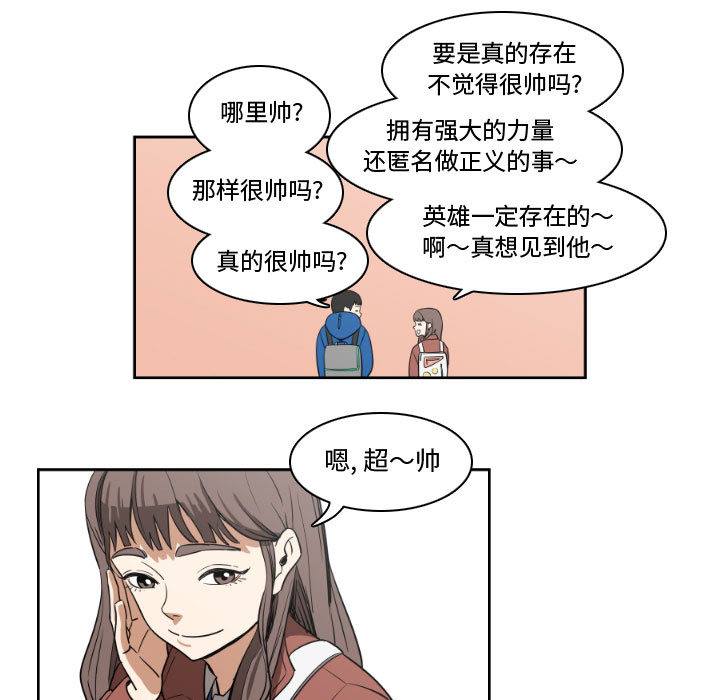 要是真的存在
不觉得很帅吗?
哪里帅?
拥有强大的力量
还匿名做正义的事～
那样很帅吗?
英雄一定存在的～
啊～真想见到他～
真的很帅吗?
嗯, 超～帅